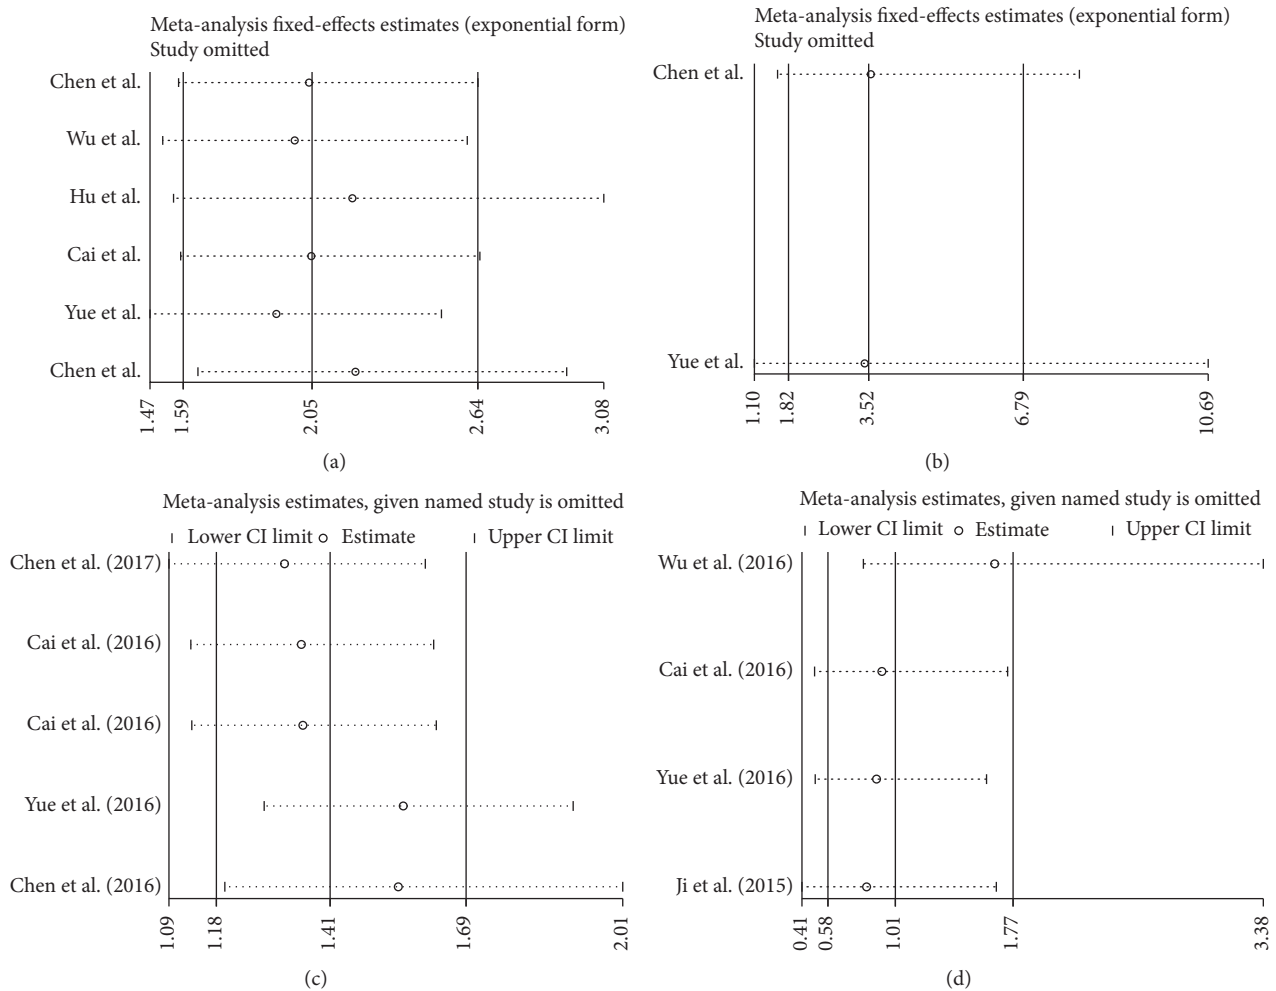 Meta-analysis fixed-effects estimates (exponential form)
Study omitted
Chen et al.
Wu et al.
Hu et al.
Cai et al.
Yue et al.
Chen et al.
1.47
1.59
2.05
2.64
3.08
(a)
Meta-analysis fixed-effects estimates (exponential form)
Study omitted
Chen et al.
Yue et al.
1.10
1.82
3.52
6.79
10.69
(b)
Meta-analysis estimates, given named study is omitted
Lower CI limit Estimate Upper CI limit
Chen et al. (2017)
Cai et al. (2016)
Cai et al. (2016)
Yue et al. (2016)
Chen et al. (2016)
1.09
1.18
1.41
1.69
2.01
(c)
Meta-analysis estimates, given named study is omitted
Lower CI limit Estimate Upper CI limit
Wu et al. (2016)
Cai et al. (2016)
Yue et al. (2016)
Ji et al. (2015)
0.41
0.58
1.01
1.77
3.38
(d)